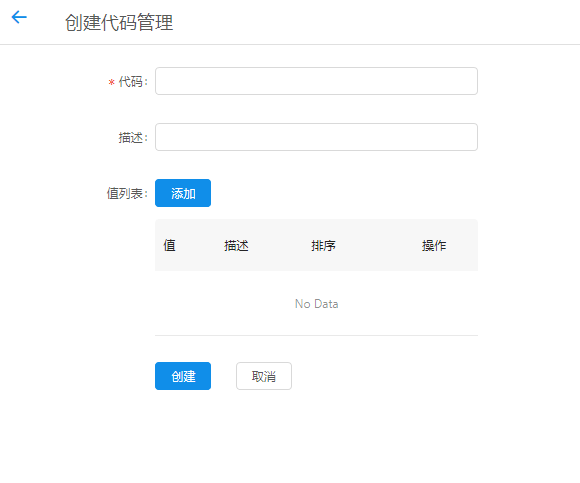 创建代码管理
* 代码:
描述:
值列表: 添加
值 描述 排序 操作
No Data
创建 取消